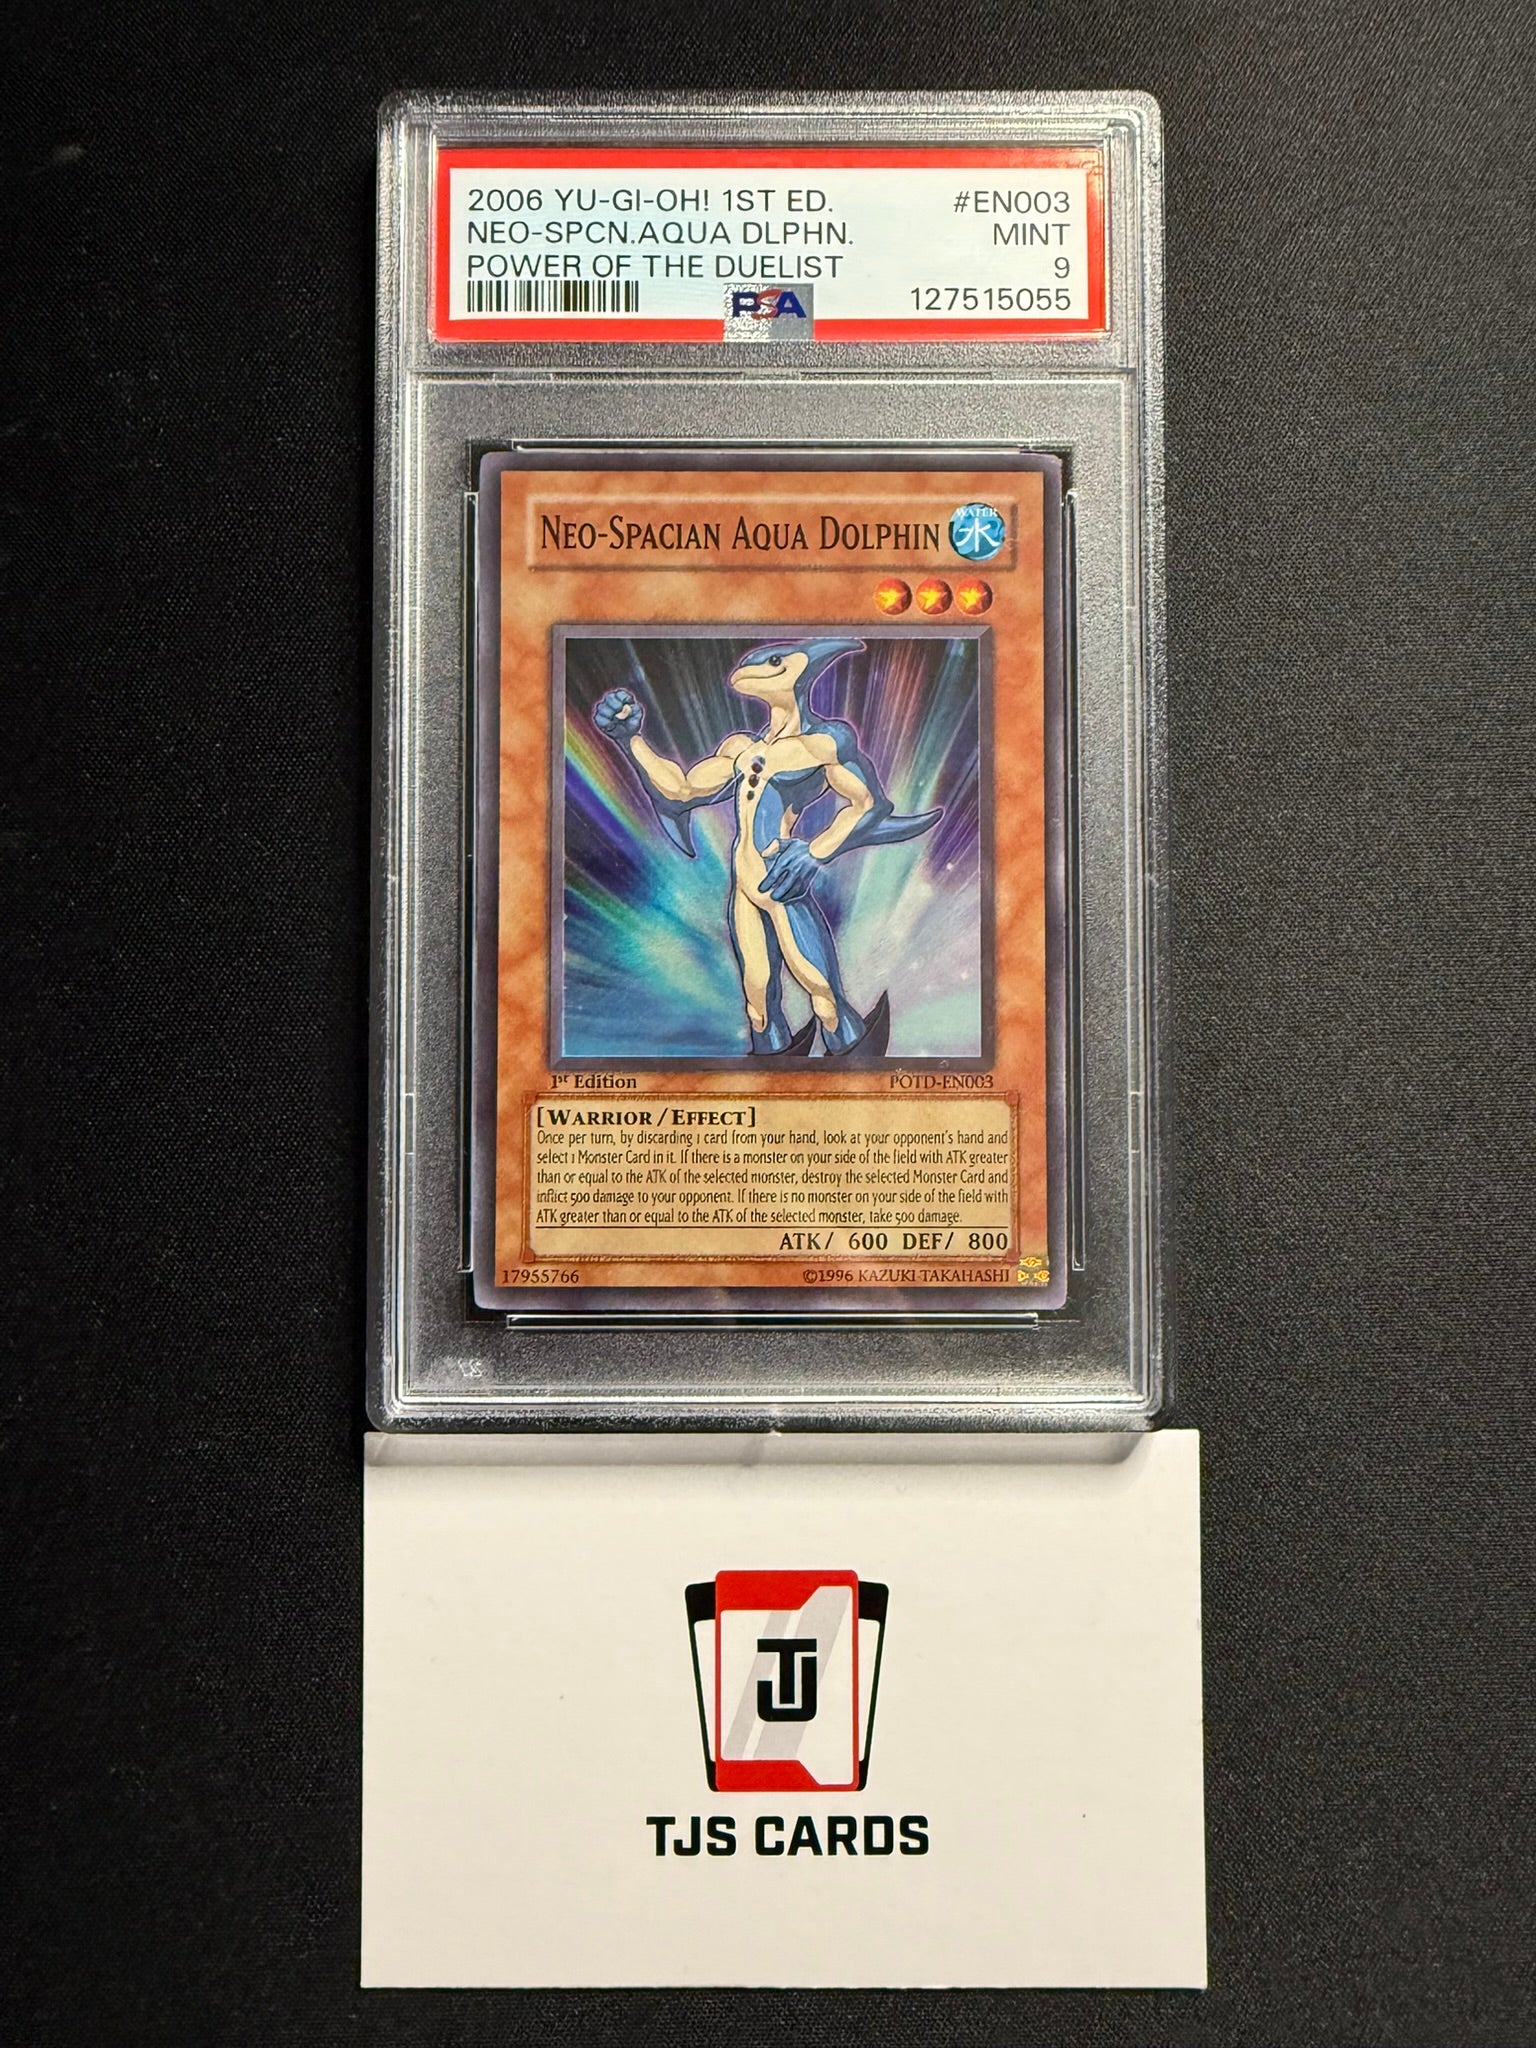 2006 YU-GI-OH! 1ST ED. #EN003
NEO-SPCN.AQUA DLPHN. MINT
POWER OF THE DUELIST 9
PSA 127515055
NEO-SPACIAN AQUA DOLPHIN
WATER
水
1st Edition POTD-EN003
[WARRIOR/EFFECT]
Once per turn, by discarding 1 card from your hand, look at your opponent's hand and
select 1 Monster Card in it. If there is a monster on your side of the field with ATK greater
than or equal to the ATK of the selected monster, destroy the selected Monster Card and
inflict 500 damage to your opponent. If there is no monster on your side of the field with
ATK greater than or equal to the ATK of the selected monster, take 500 damage.
ATK/ 600 DEF/ 800
17955766 ©1996 KAZUKI TAKAHASHI
TJ
TJS CARDS